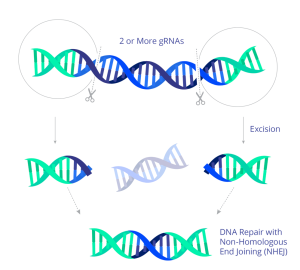 2 or More gRNAs
Excision
DNA Repair with
Non-Homologous
End Joining (NHEJ)